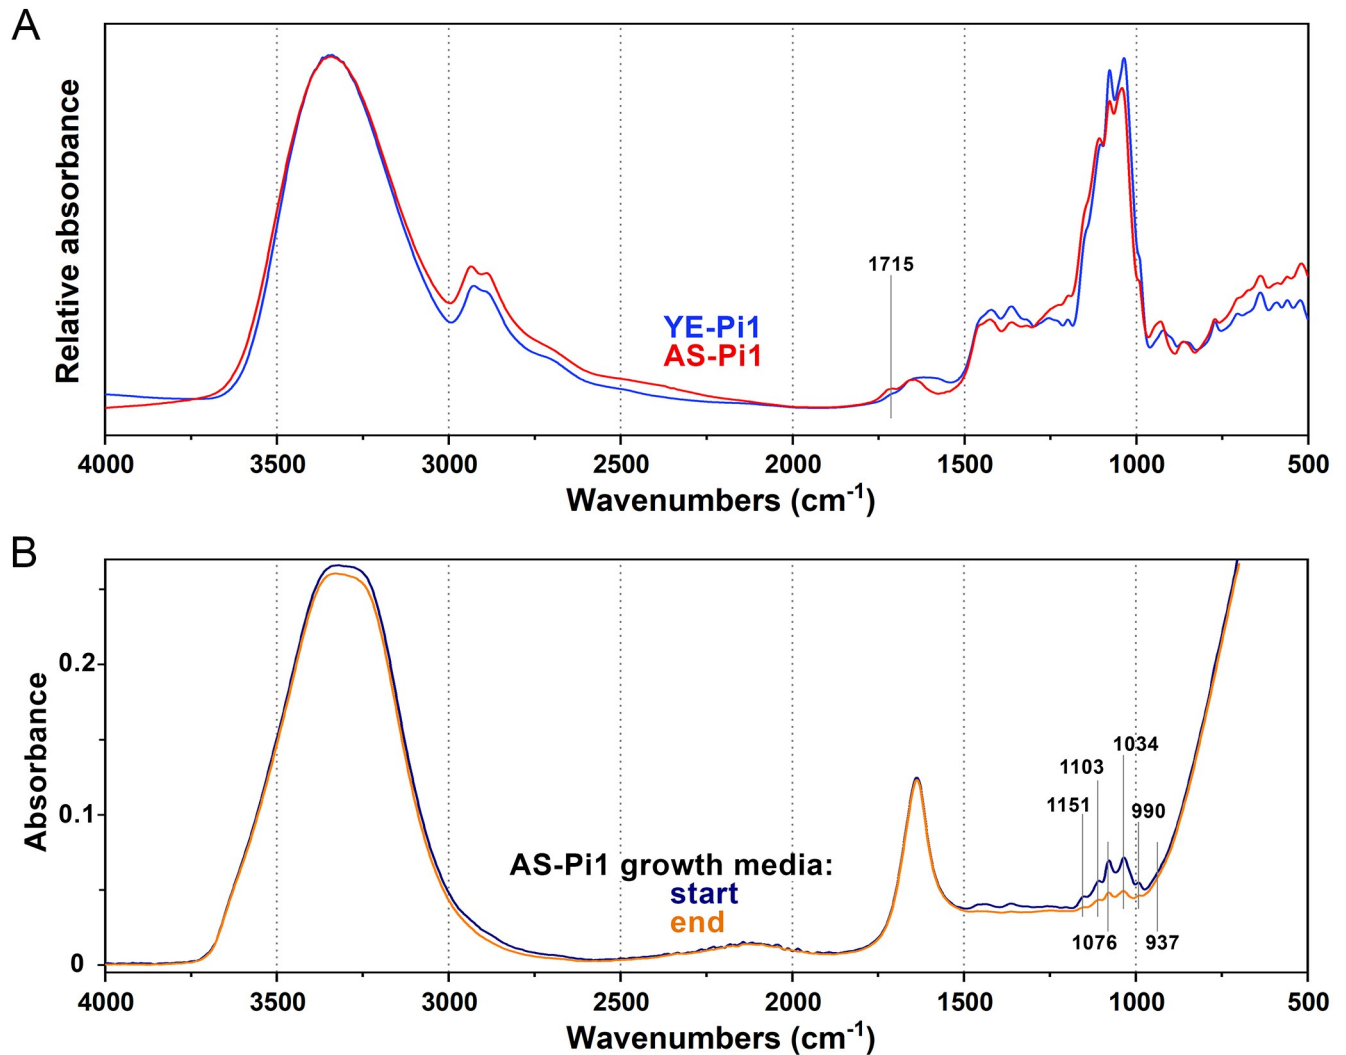 A
Relative absorbance
1715
YE-Pi1
AS-Pi1
4000 3500 3000 2500 2000 1500 1000 500
Wavenumbers (cm-1)
B
Absorbance
0.2
0.1
0
1034
1103
1151
990
AS-Pi1 growth media:
start
end
1076
937
4000 3500 3000 2500 2000 1500 1000 500
Wavenumbers (cm-1)